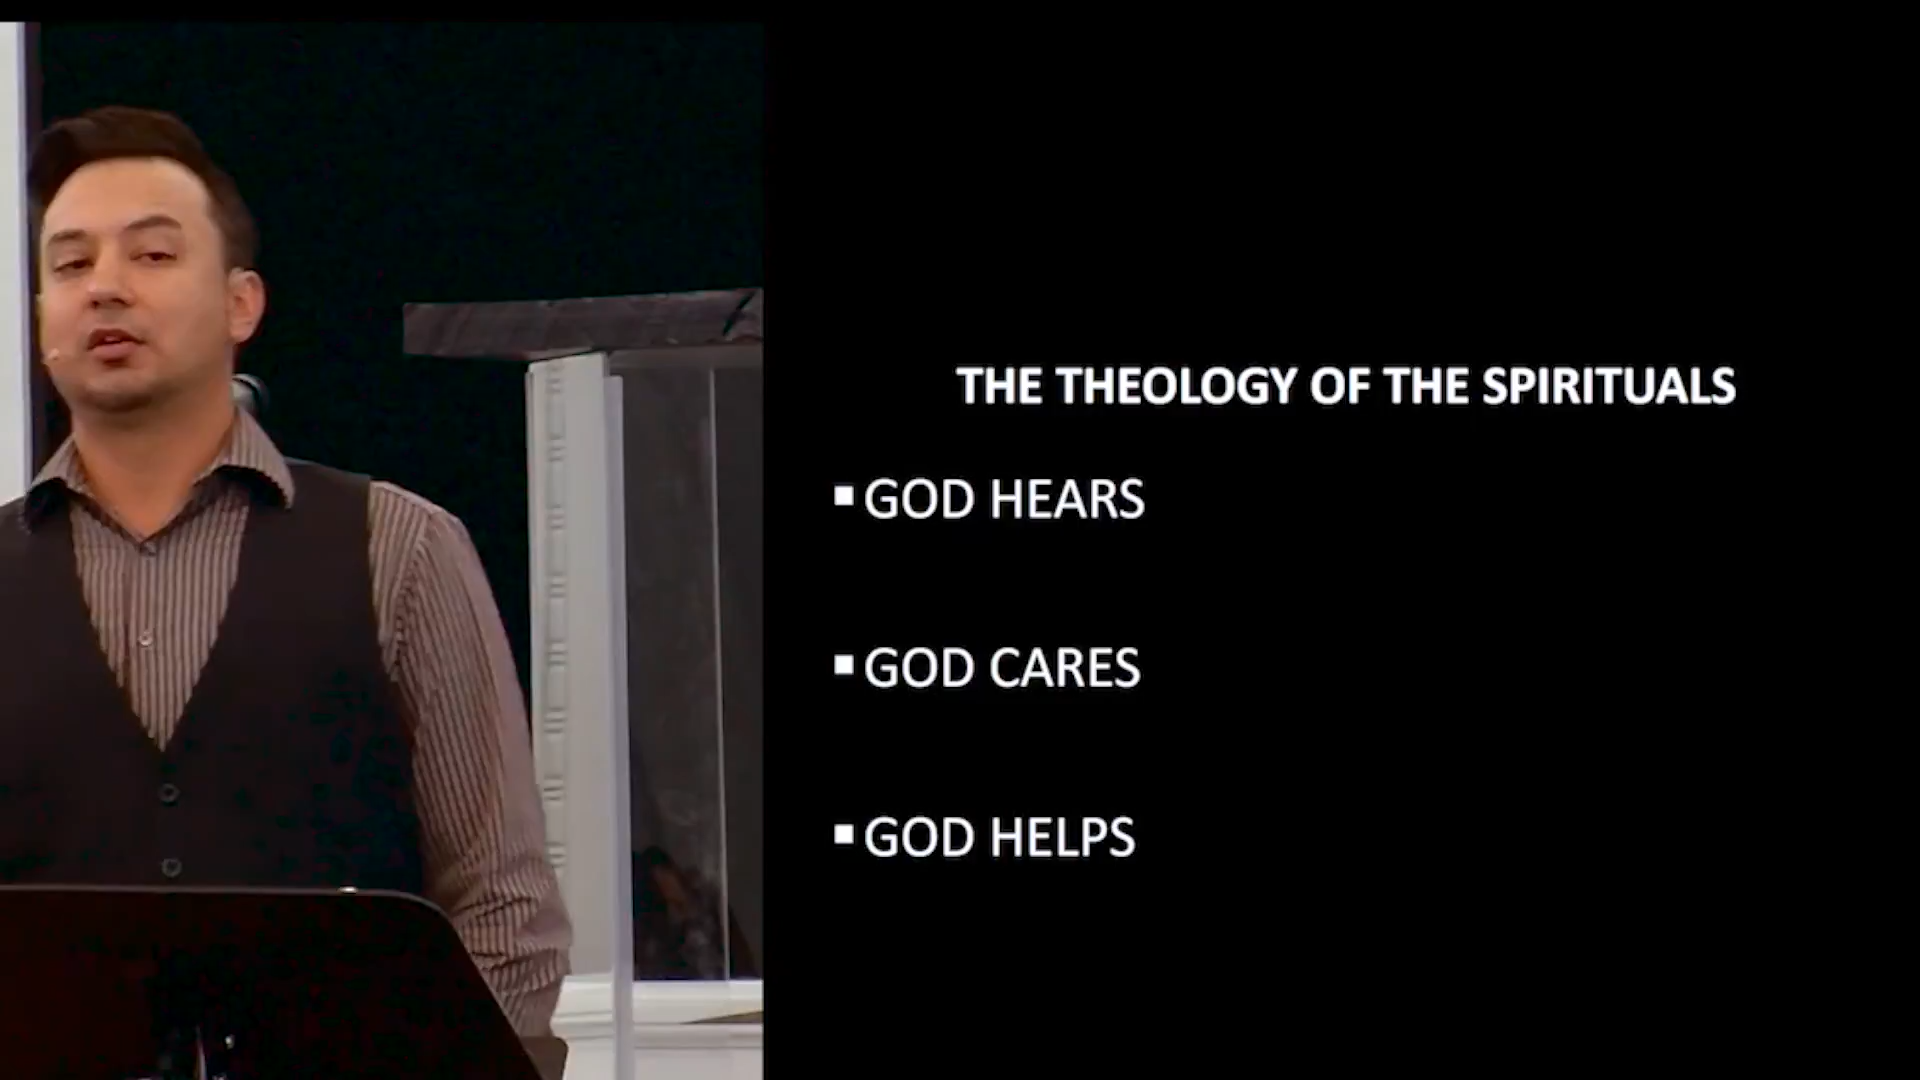 THE THEOLOGY OF THE SPIRITUALS
▪GOD HEARS
▪GOD CARES
▪GOD HELPS